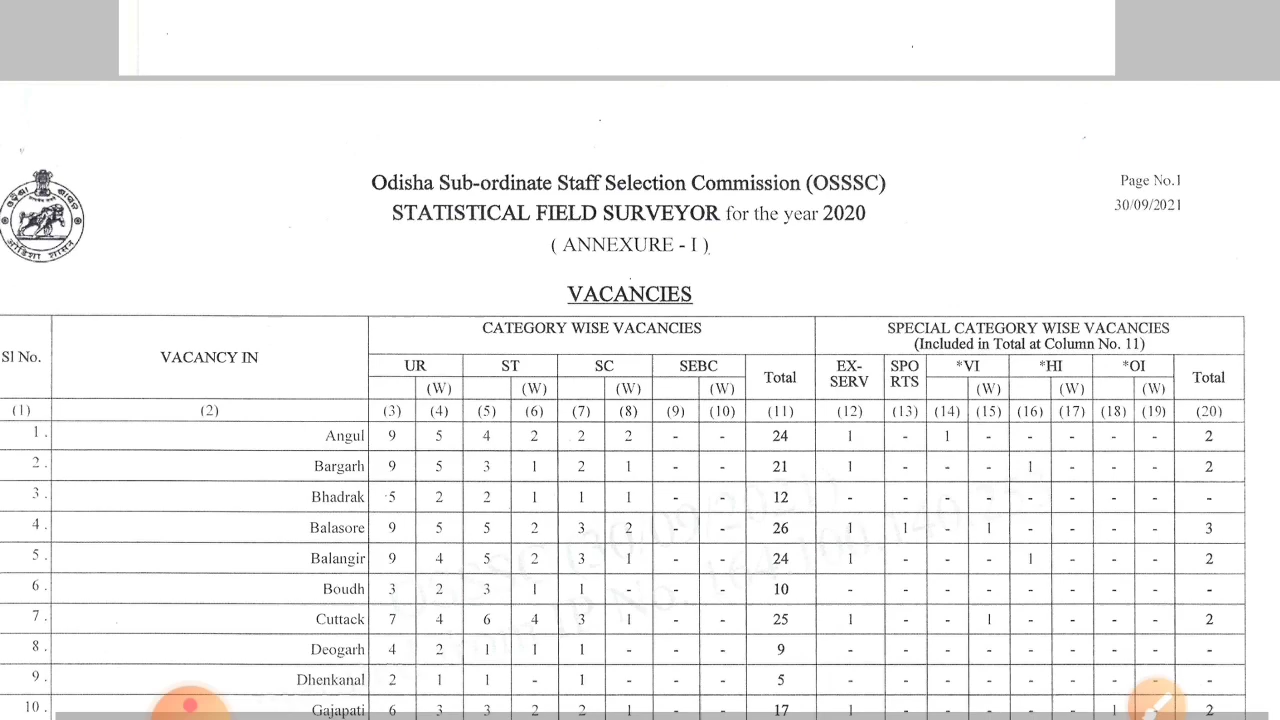 Odisha Sub-ordinate Staff Selection Commission (OSSSC)
Page No.1
STATISTICAL FIELD SURVEYOR for the year 2020
30/09/2021
( ANNEXURE - I )
VACANCIES
Sl No. VACANCY IN CATEGORY WISE VACANCIES SPECIAL CATEGORY WISE VACANCIES
(Included in Total at Column No. 11)
UR ST SC SEBC Total EX- SERV SPO RTS *VI *HI *OI Total
(W) (W) (W) (W) (W) (W) (W)
(1) (2) (3) (4) (5) (6) (7) (8) (9) (10) (11) (12) (13) (14) (15) (16) (17) (18) (19) (20)
1. Angul 9 5 4 2 2 2 - - 24 1 - 1 - - - - - 2
2. Bargarh 9 5 3 1 2 1 - - 21 1 - - - 1 - - - 2
3. Bhadrak 5 2 2 1 1 1 - - 12 - - - - - - - - -
4. Balasore 9 5 5 2 3 2 - - 26 1 1 - 1 - - - - 3
5. Balangir 9 4 5 2 3 1 - - 24 1 - - - 1 - - - 2
6. Boudh 3 2 3 1 1 - - - 10 - - - - - - - - -
7. Cuttack 7 4 6 4 3 1 - - 25 1 - - 1 - - - - 2
8. Deogarh 4 2 1 1 1 - - - 9 - - - - - - - - -
9. Dhenkanal 2 1 1 - 1 - - - 5 - - - - - - - - -
10. Gajapati 6 3 3 2 2 1 - - 17 1 - - - - - 1 - 2